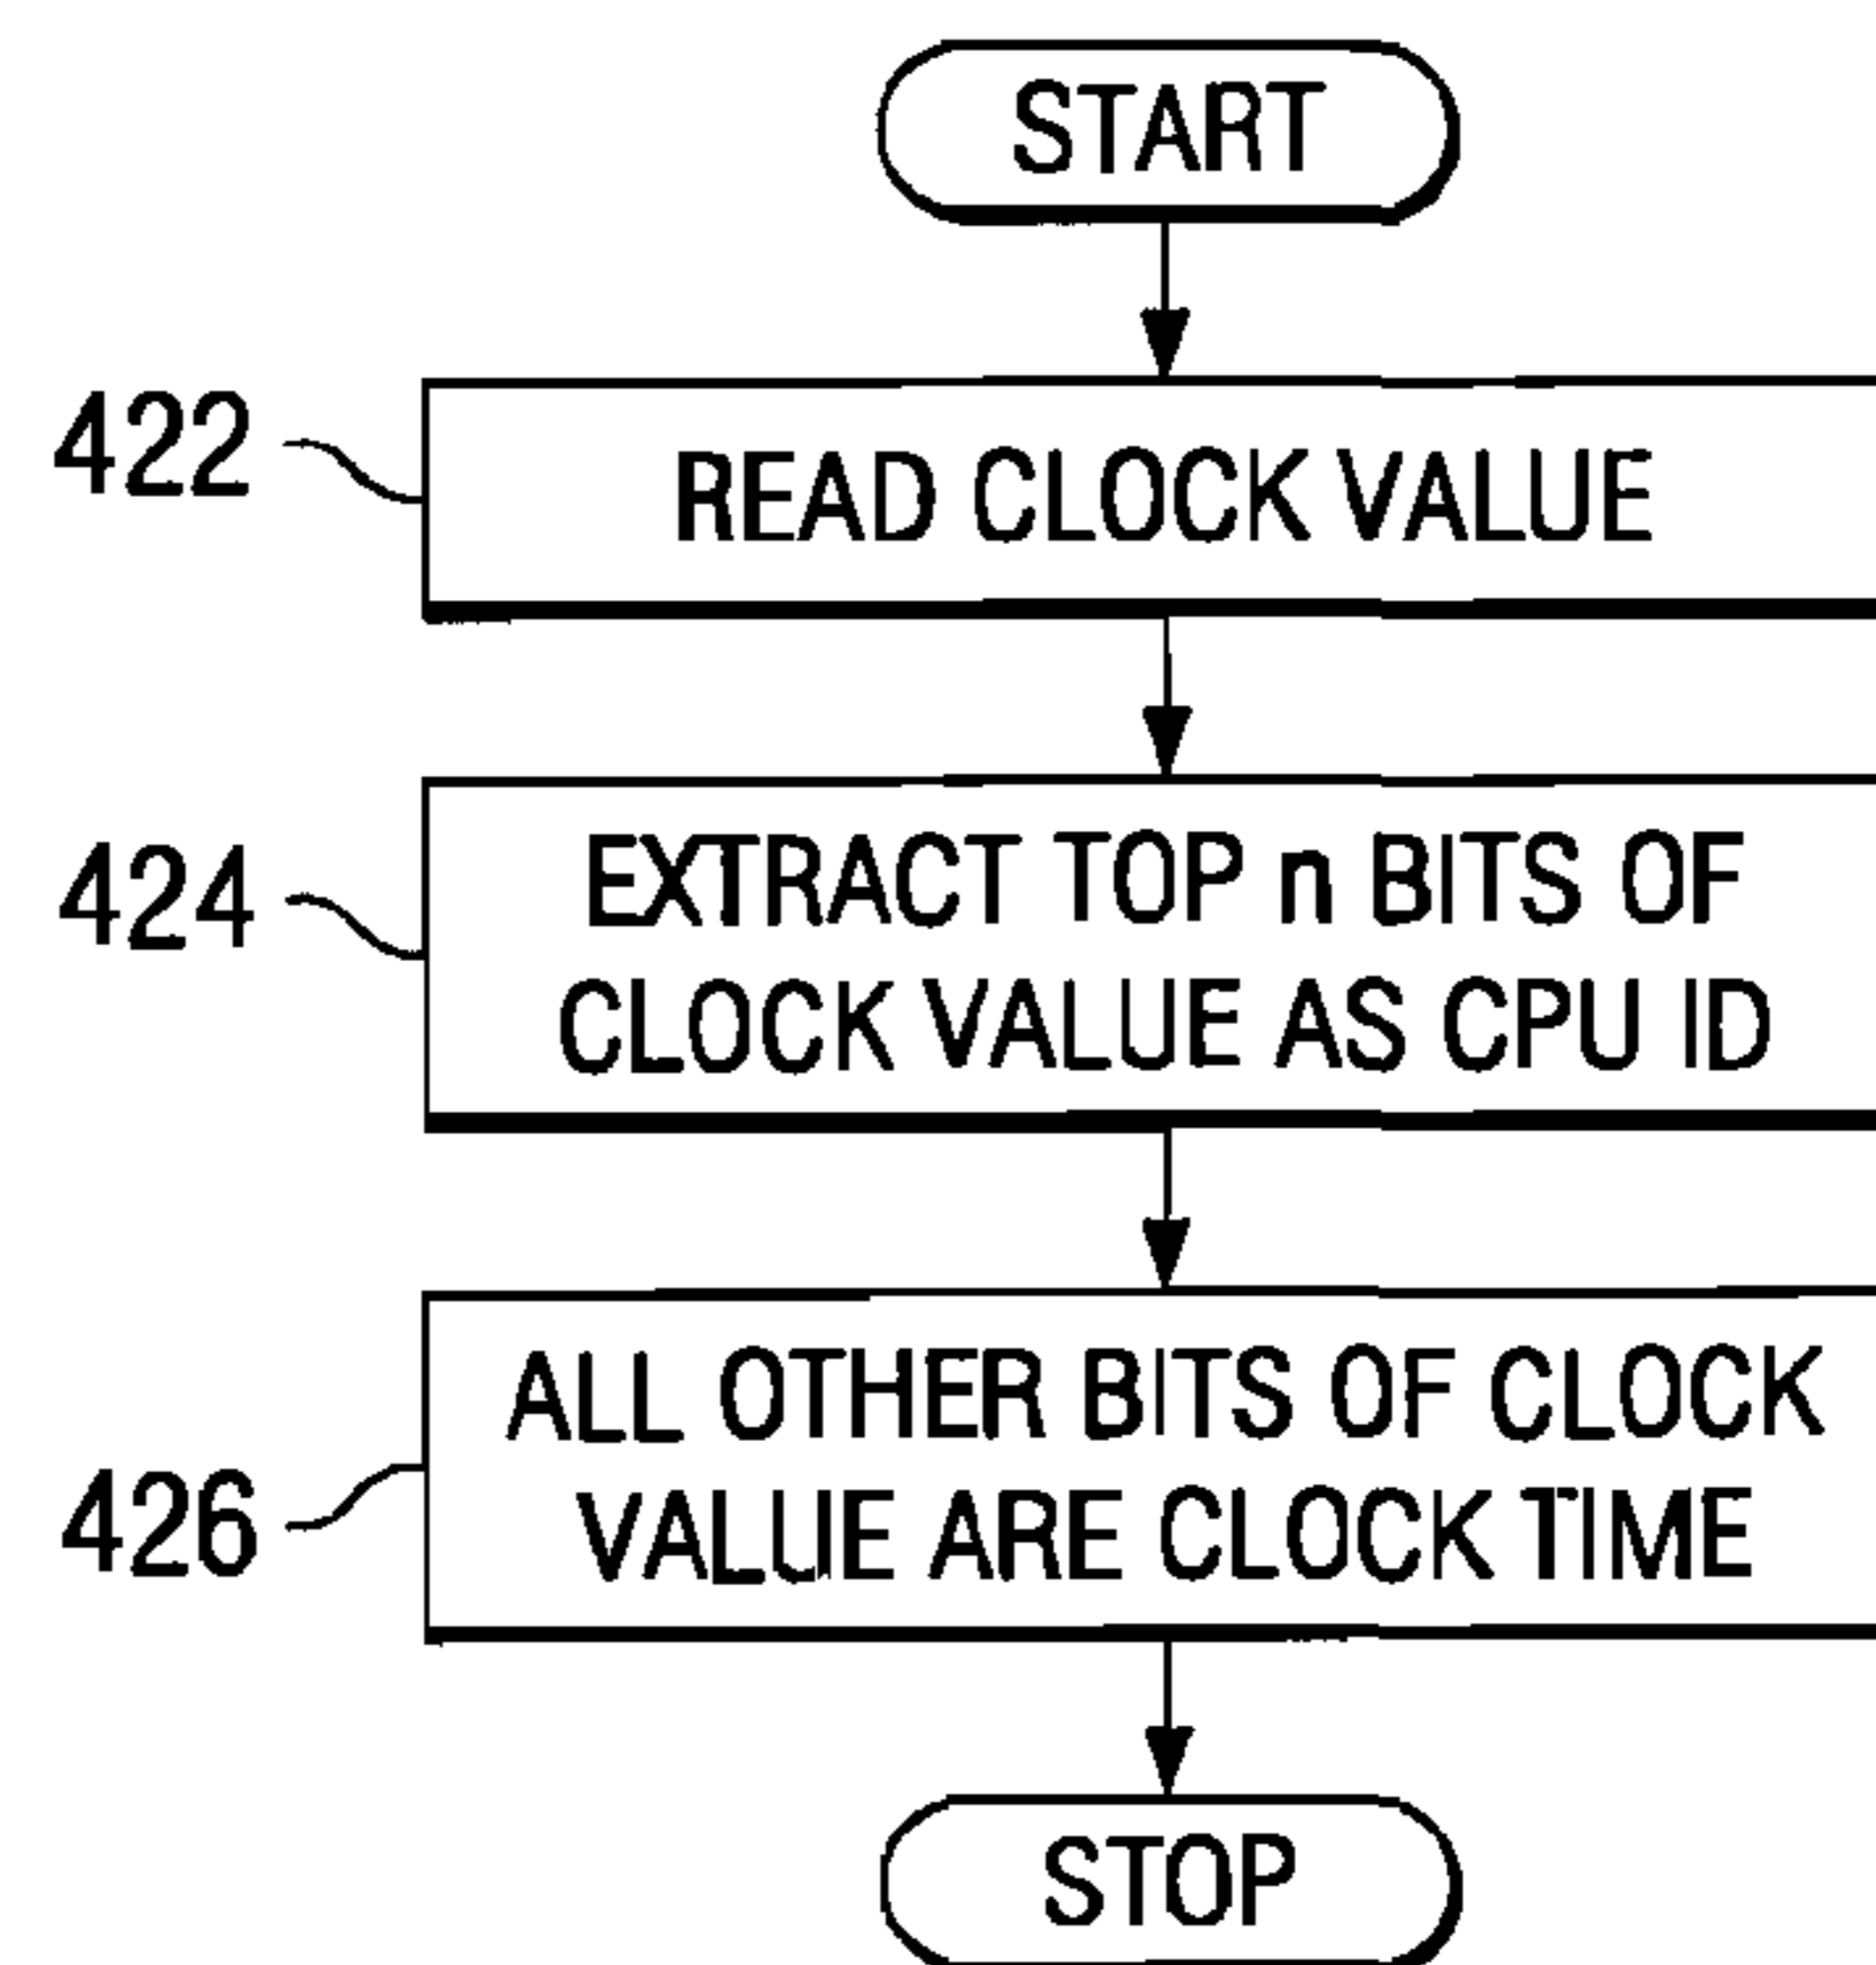 START
422
READ CLOCK VALUE
424
EXTRACT TOP n BITS OF
CLOCK VALUE AS CPU ID
ALL OTHER BITS OF CLOCK
426
VALUE ARE CLOCK TIME
STOP